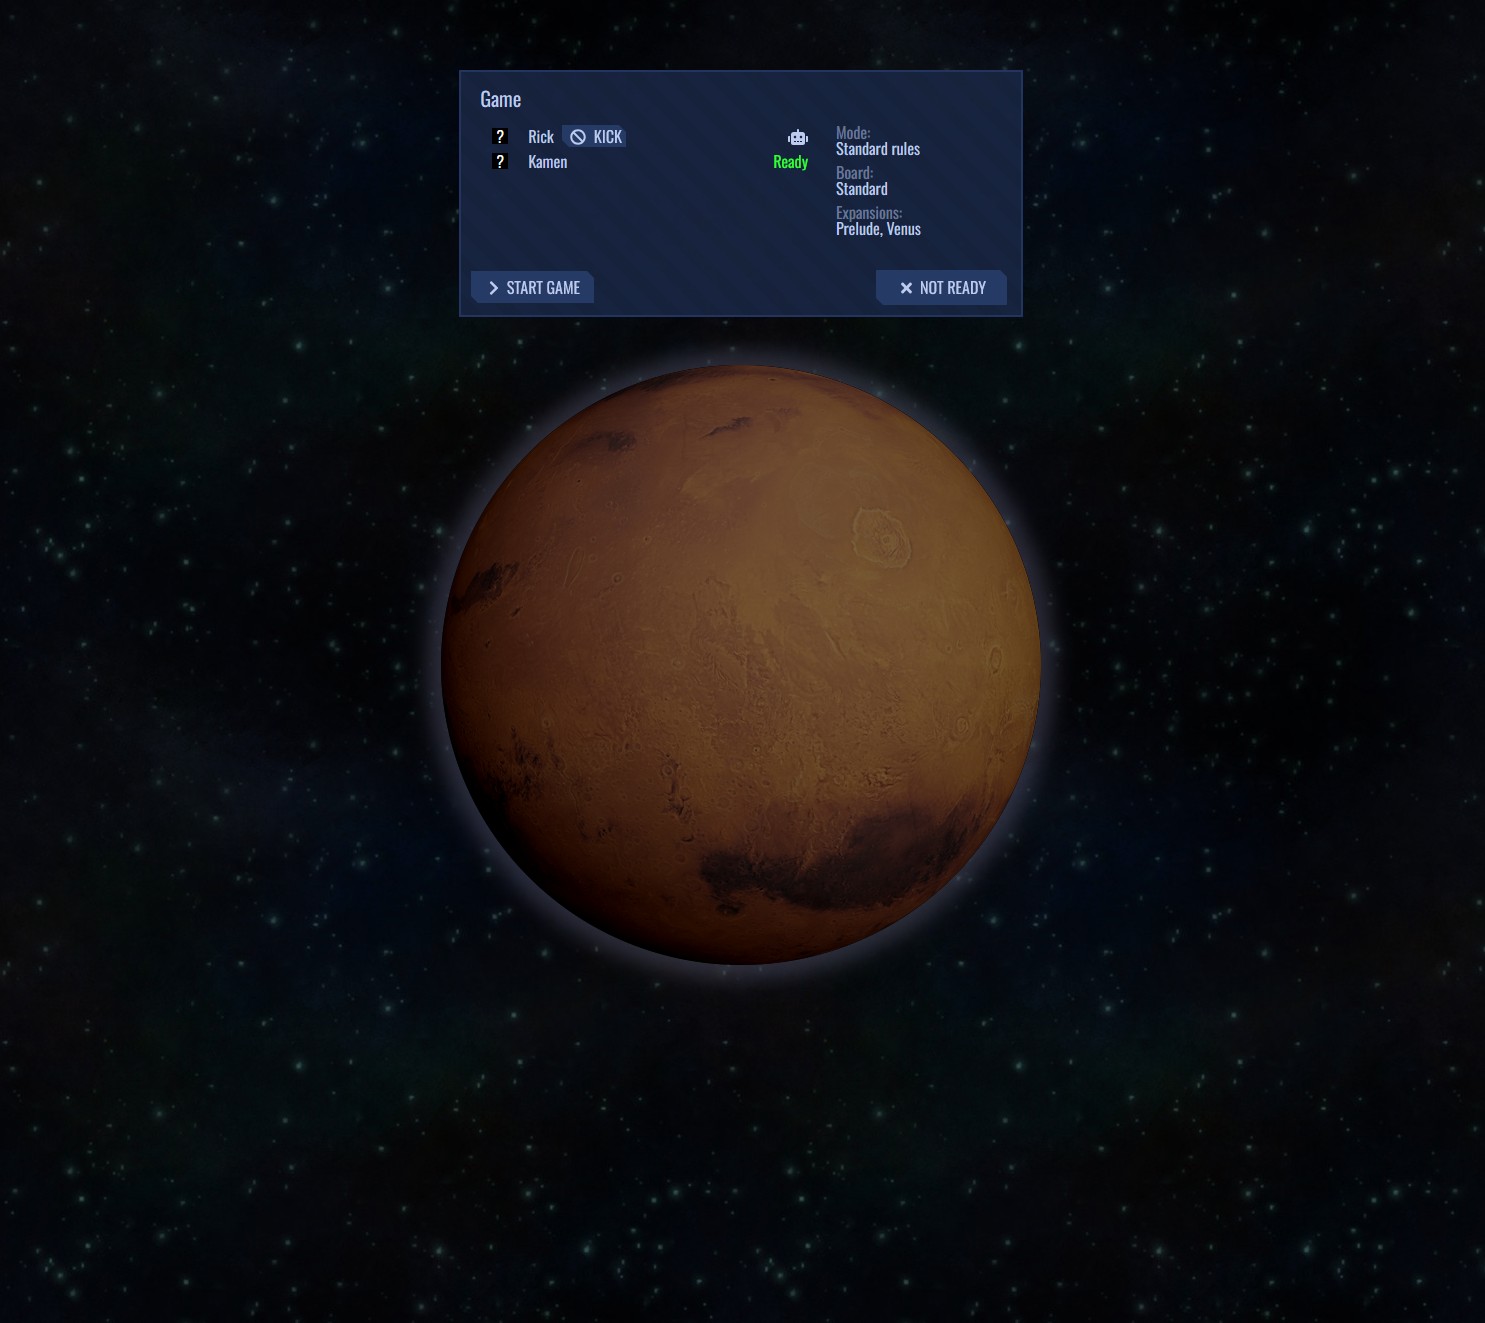 Game
? Rick KICK
? Kamen Ready
Mode:
Standard rules
Board:
Standard
Expansions:
Prelude, Venus
START GAME
NOT READY